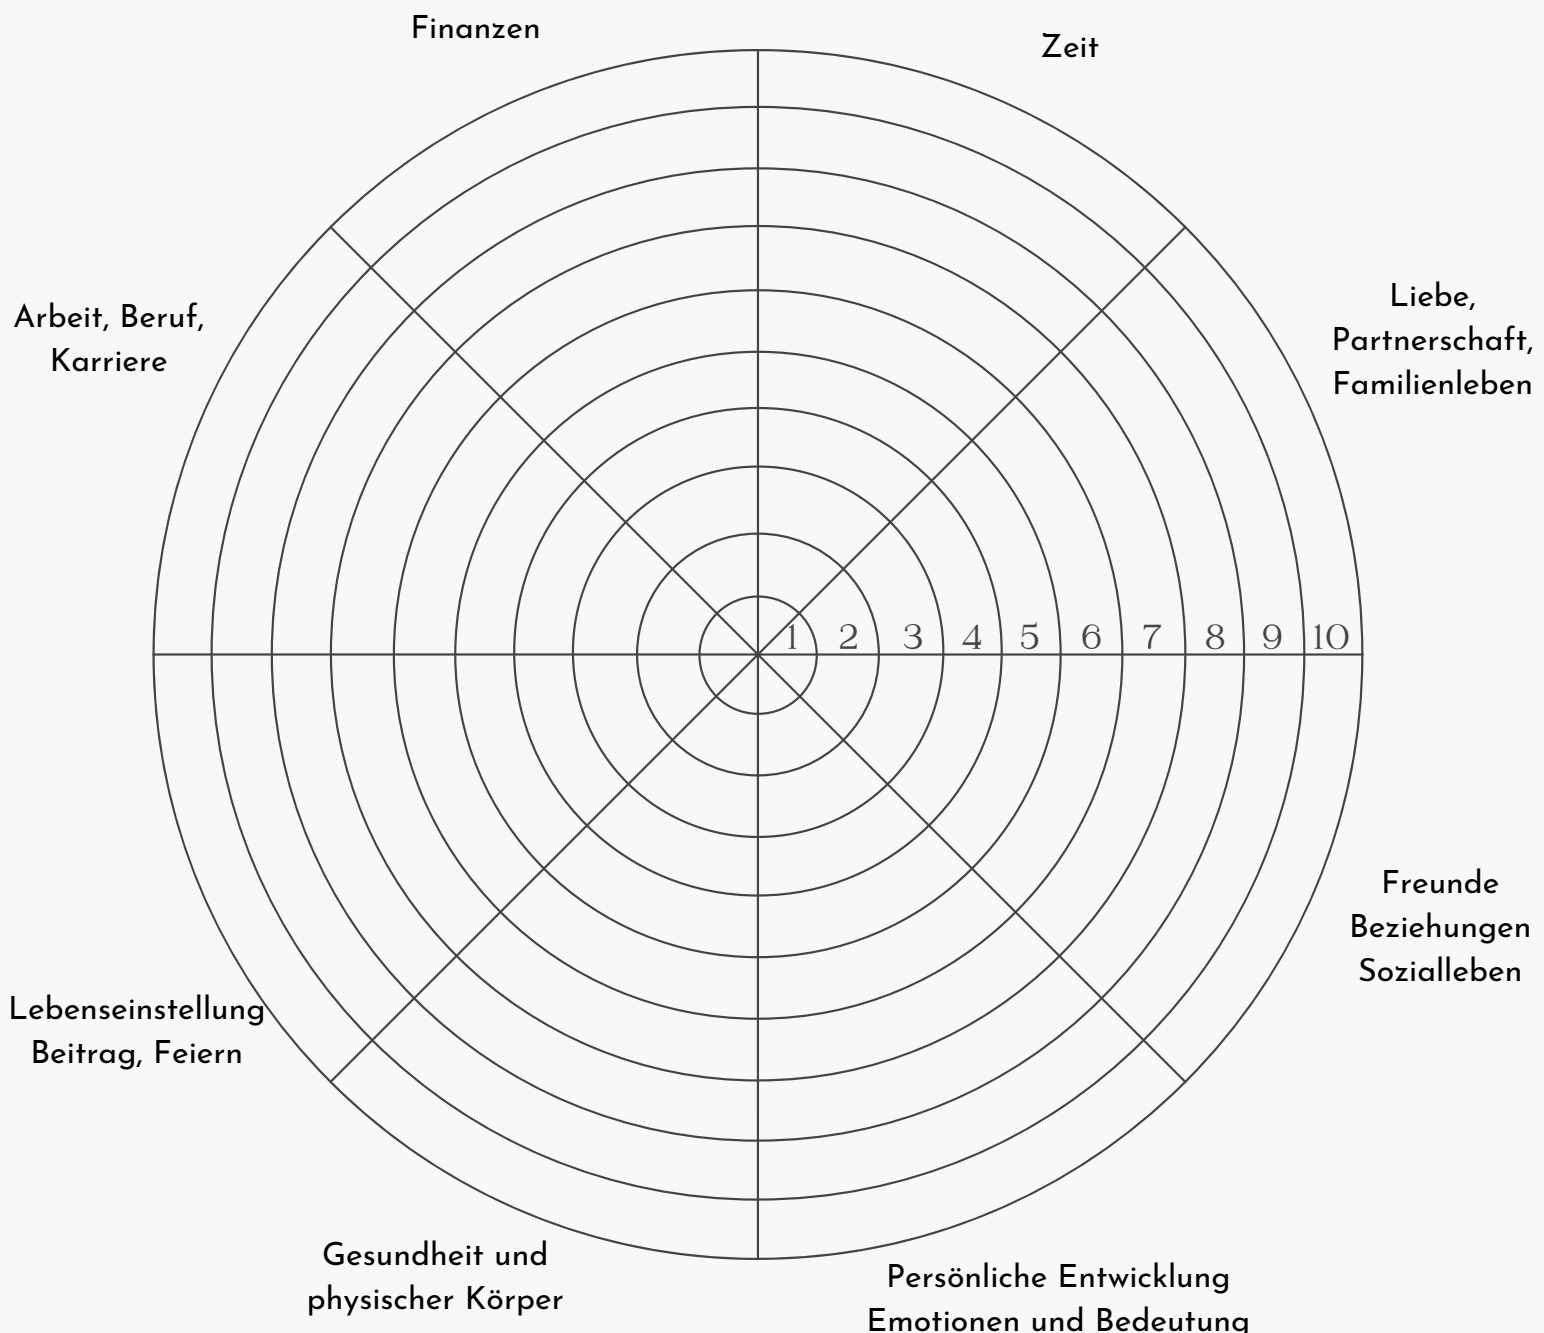 Finanzen
Zeit
Arbeit, Beruf,
Karriere
Liebe,
Partnerschaft,
Familienleben
1 2 3 4 5 6 7 8 9 10
Freunde
Beziehungen
Sozialleben
Lebenseinstellung
Beitrag, Feiern
Gesundheit und
physischer Körper
Persönliche Entwicklung
Emotionen und Bedeutung